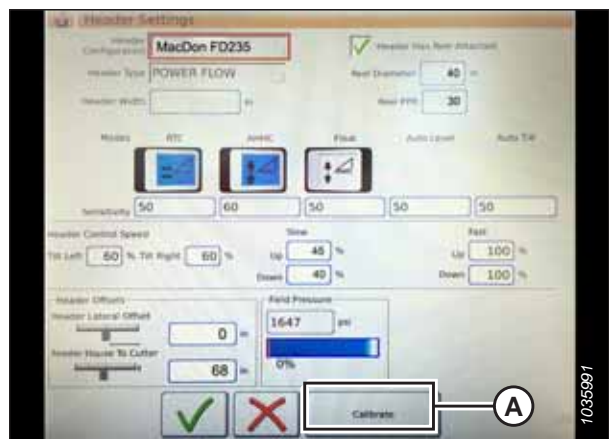 Header Settings
Header Configuration MacDon FD235
Header Has Reel Attached
Header Type POWER FLOW
Reel Diameter 40 in
Header Width in
Reel PPR 30
Modes RTC AHHC Float Auto Level Auto Tilt
Sensitivity 50 60 50 50 50
Header Control Speed
Slow
Fast
Tilt Left 60 % Tilt Right 60 % Up 45 % Up 100 %
Down 40 % Down 100 %
Header Offsets
Field Pressure
Header Lateral Offset
0
1647 psi
Header House To Cutter
68
0%
Calibrate
A
1035991